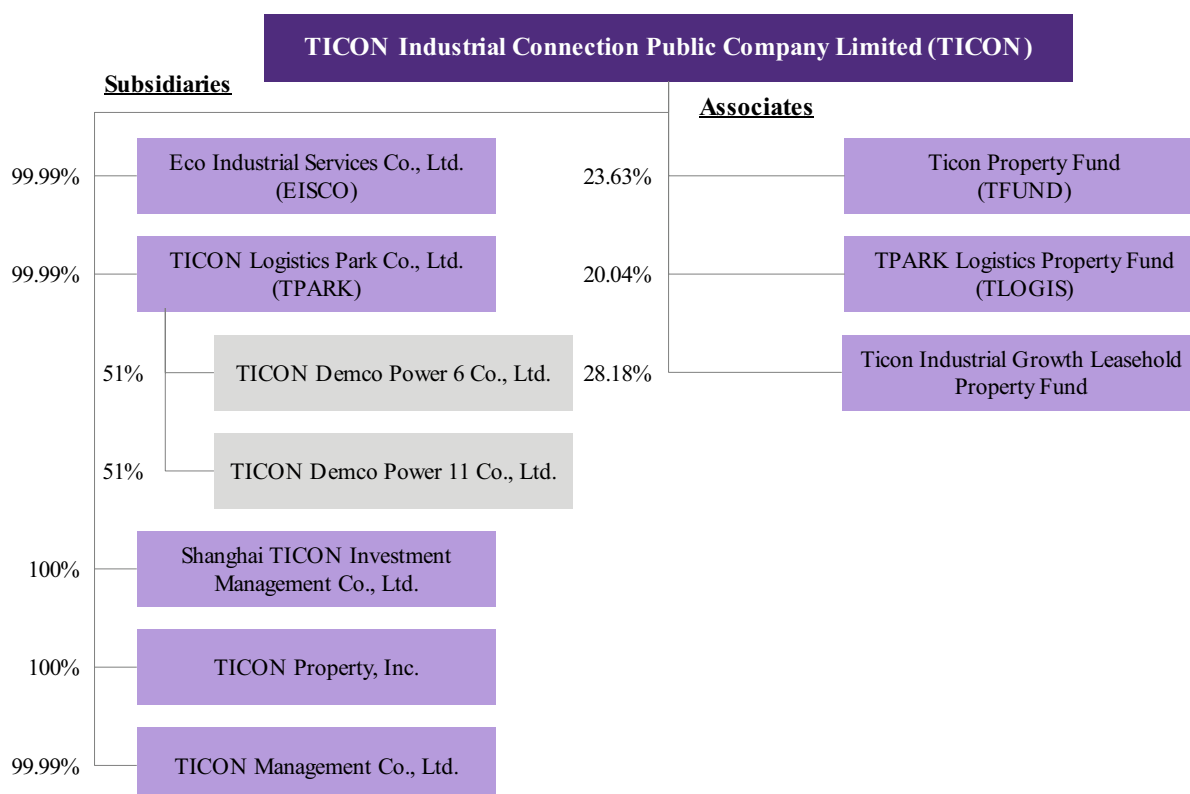 TICON Industrial Connection Public Company Limited (TICON)
Subsidiaries
99.99%
Eco Industrial Services Co., Ltd.
(EISCO)
99.99%
TICON Logistics Park Co., Ltd.
(TPARK)
51%
TICON Demco Power 6 Co., Ltd.
51%
TICON Demco Power 11 Co., Ltd.
100%
Shanghai TICON Investment
Management Co., Ltd.
100%
TICON Property, Inc.
99.99%
TICON Management Co., Ltd.
Associates
23.63%
Ticon Property Fund
(TFUND)
20.04%
TPARK Logistics Property Fund
(TLOGIS)
28.18%
Ticon Industrial Growth Leasehold
Property Fund